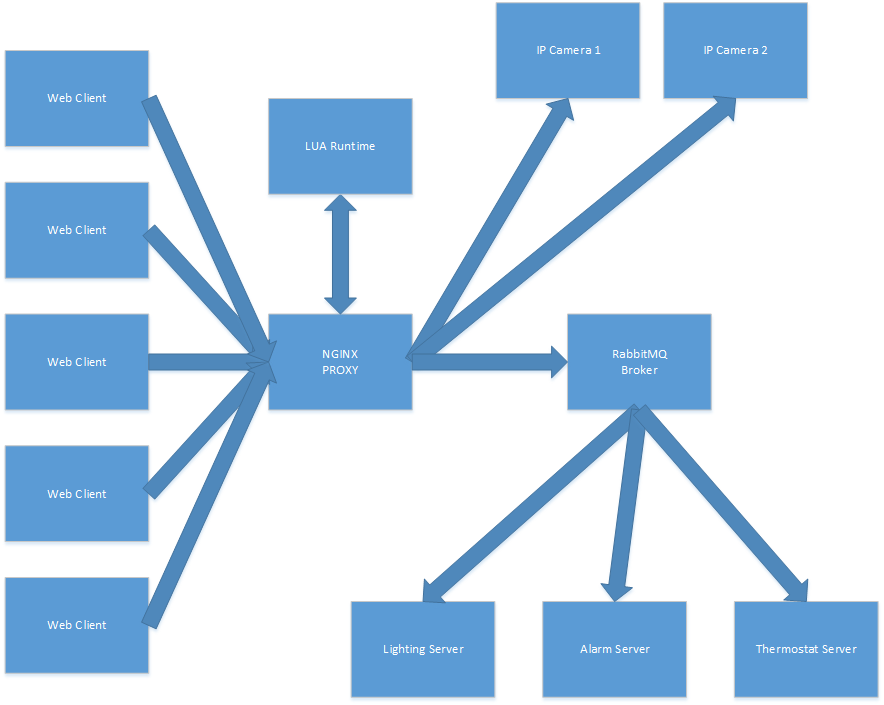 IP Camera 1
IP Camera 2
Web Client
LUA Runtime
Web Client
Web Client
NGINX
PROXY
RabbitMQ
Broker
Web Client
Web Client
Lighting Server
Alarm Server
Thermostat Server